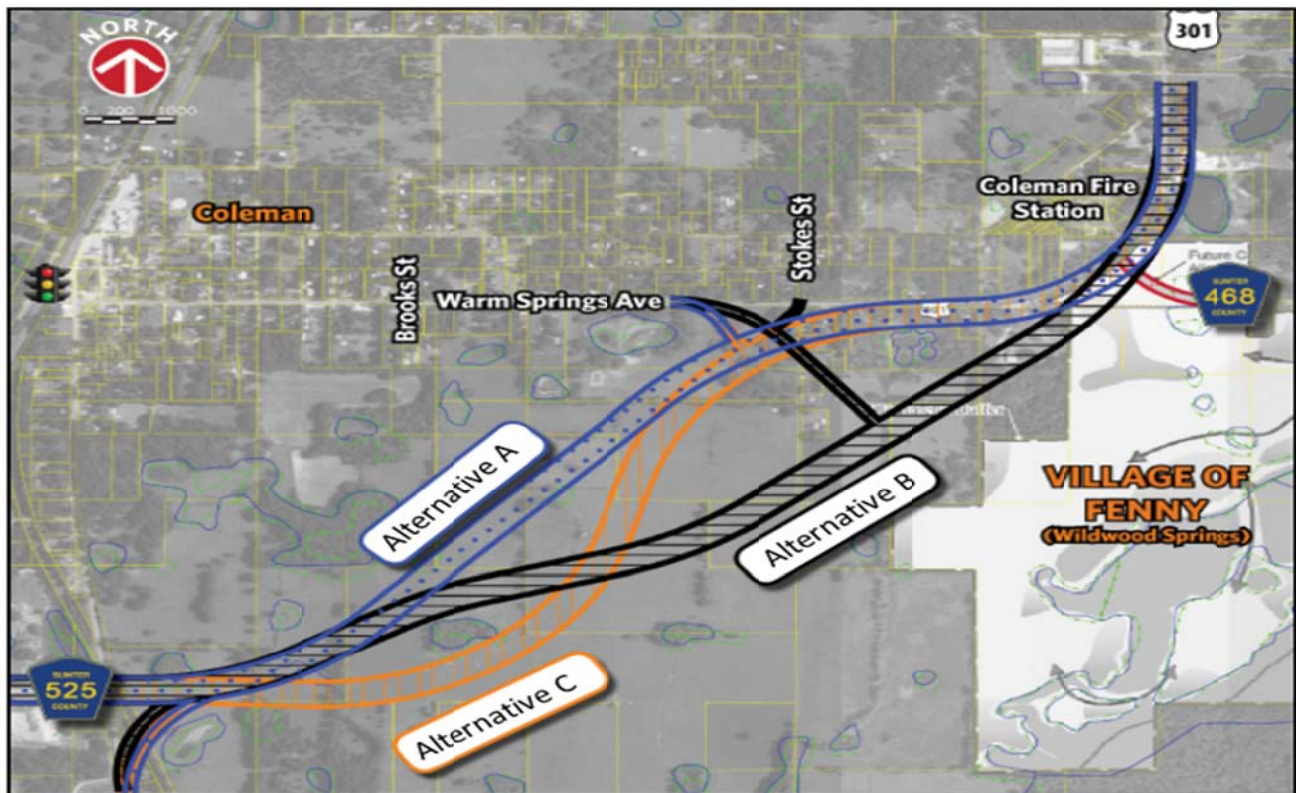 NORTH
0 200 1000
301
Coleman
Coleman Fire
Station
Stokes St
Brooks St
Warm Springs Ave
Future C
SUMTER
468
COUNTY
Alternative A
Alternative B
VILLAGE OF
FENNY
(Wildwood Springs)
SUMTER
525
COUNTY
Alternative C